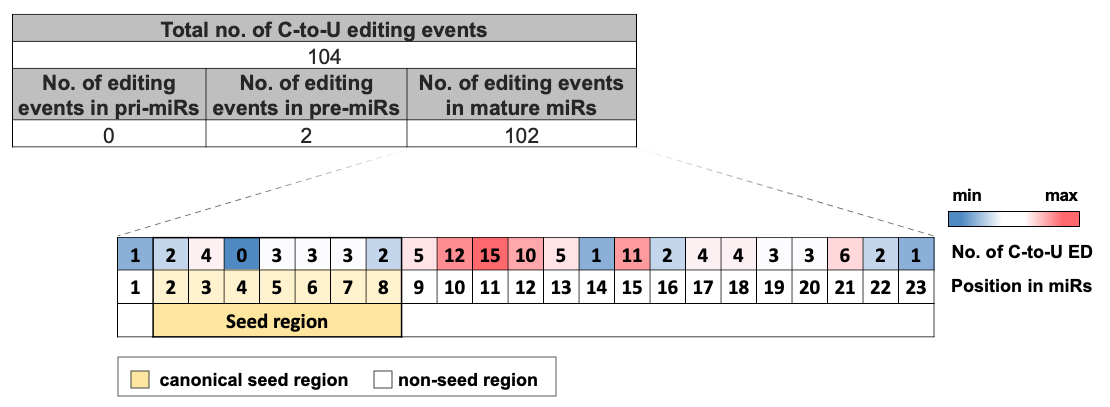 Total no. of C-to-U editing events
104
No. of editing events in pri-miRs
No. of editing events in pre-miRs
No. of editing events in mature miRs
0 2 102
min max
1 2 4 0 3 3 3 2 5 12 15 10 5 1 11 2 4 4 3 3 6 2 1 No. of C-to-U ED
1 2 3 4 5 6 7 8 9 10 11 12 13 14 15 16 17 18 19 20 21 22 23 Position in miRs
Seed region
canonical seed region non-seed region